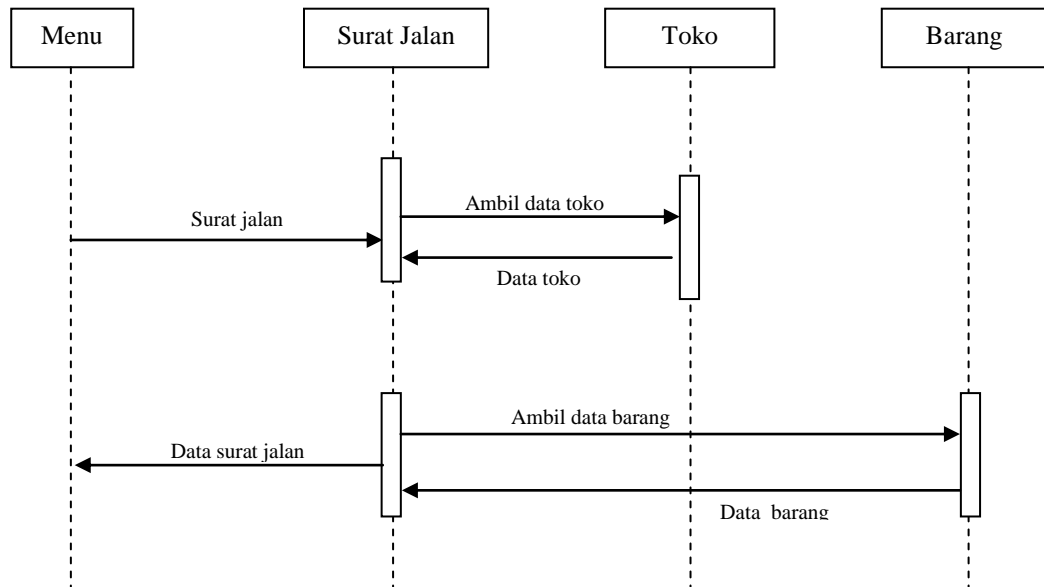 Menu
Surat Jalan
Toko
Barang
Ambil data toko
Surat jalan
Data toko
Ambil data barang
Data surat jalan
Data barang